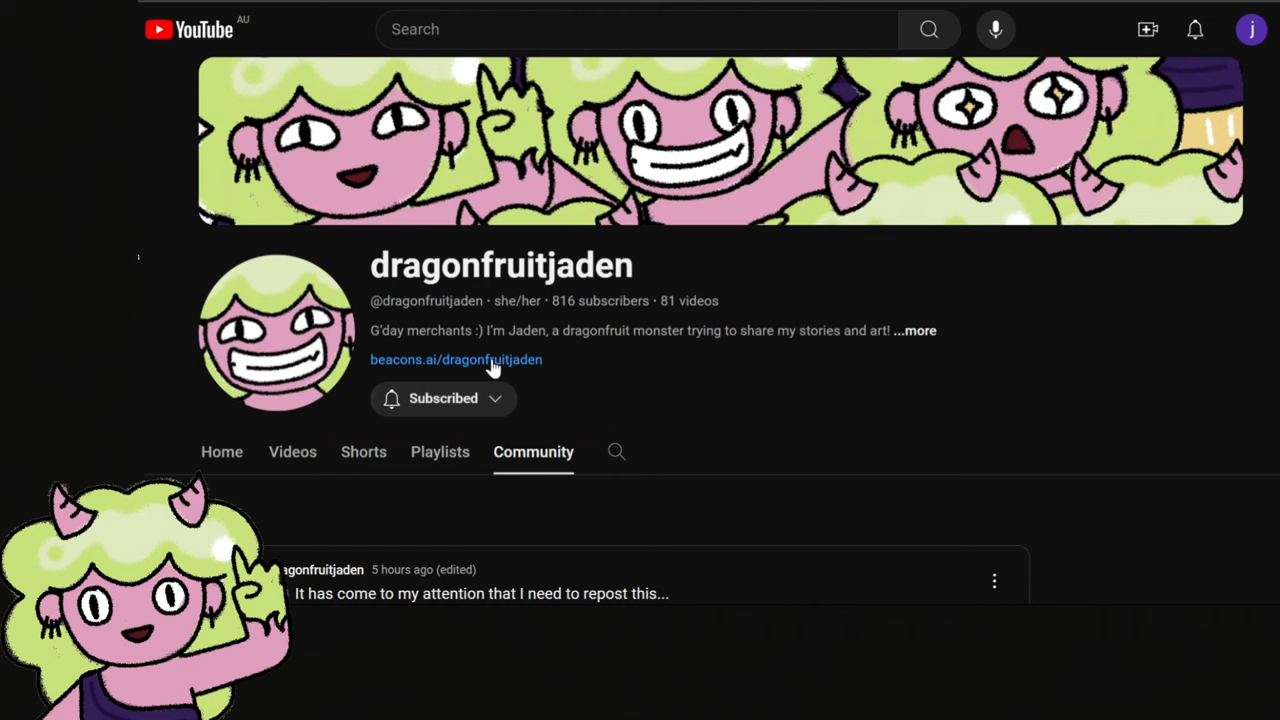 YouTube AU
Search
j
dragonfruitjaden
@dragonfruitjaden · she/her · 816 subscribers · 81 videos
G'day merchants :) I'm Jaden, a dragonfruit monster trying to share my stories and art! ...more
beacons.ai/dragonfruitjaden
Subscribed
Home Videos Shorts Playlists Community
agonfruitjaden 5 hours ago (edited)
It has come to my attention that I need to repost this...